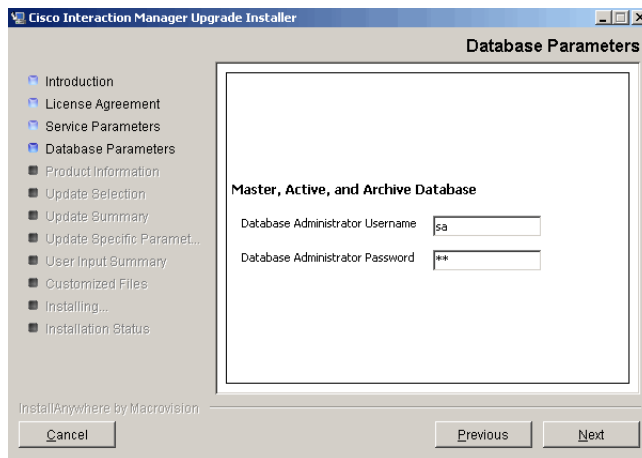 Cisco Interaction Manager Upgrade Installer
Database Parameters
Introduction
License Agreement
Service Parameters
Database Parameters
Product Information
Update Selection
Update Summary
Update Specific Paramet...
User Input Summary
Customized Files
Installing...
Installation Status
Master, Active, and Archive Database
Database Administrator Username
sa
Database Administrator Password
**
InstallAnywhere by Macrovision
Cancel
Previous
Next